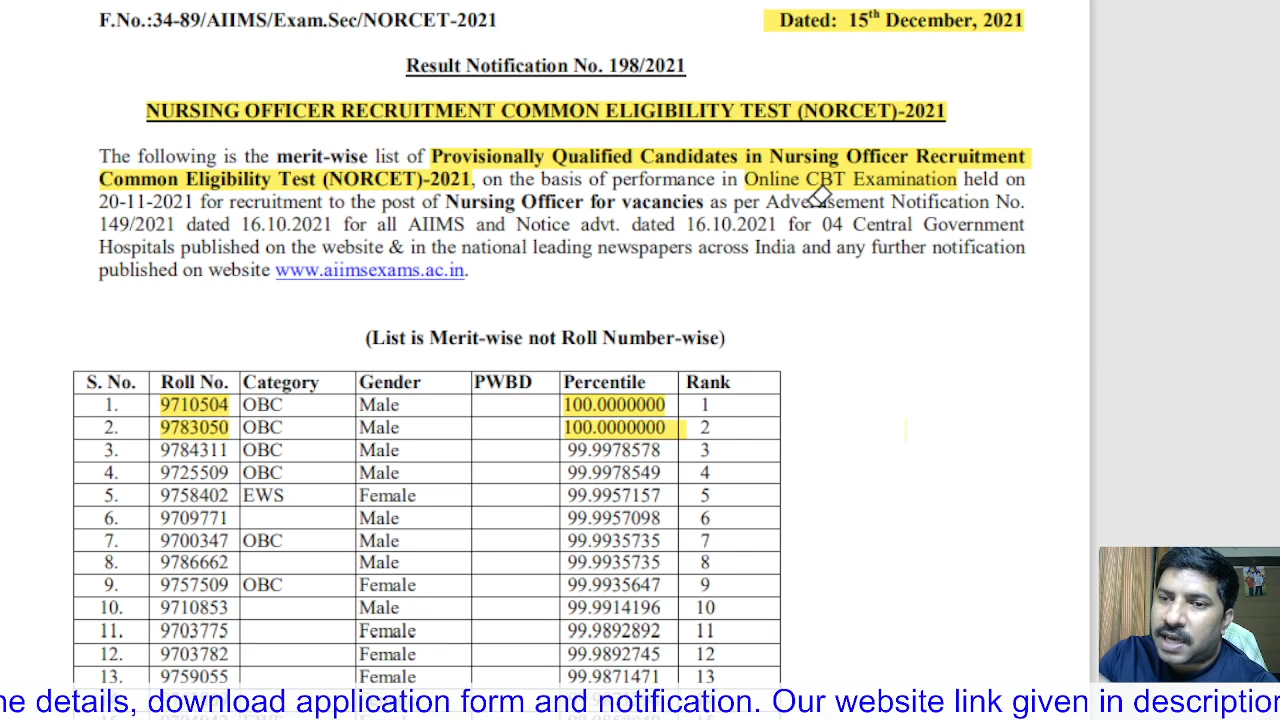 F.No.:34-89/AIIMS/Exam.Sec/NORCET-2021 Dated: 15th December, 2021
Result Notification No. 198/2021
NURSING OFFICER RECRUITMENT COMMON ELIGIBILITY TEST (NORCET)-2021
The following is the merit-wise list of Provisionally Qualified Candidates in Nursing Officer Recruitment
Common Eligibility Test (NORCET)-2021, on the basis of performance in Online CBT Examination held on
20-11-2021 for recruitment to the post of Nursing Officer for vacancies as per Advertisement Notification No.
149/2021 dated 16.10.2021 for all AIIMS and Notice advt. dated 16.10.2021 for 04 Central Government
Hospitals published on the website & in the national leading newspapers across India and any further notification
published on website www.aiimsexams.ac.in.
(List is Merit-wise not Roll Number-wise)
S. No. Roll No. Category Gender PWBD Percentile Rank
1. 9710504 OBC Male 100.0000000 1
2. 9783050 OBC Male 100.0000000 2
3. 9784311 OBC Male 99.9978578 3
4. 9725509 OBC Male 99.9978549 4
5. 9758402 EWS Female 99.9957157 5
6. 9709771 Male 99.9957098 6
7. 9700347 OBC Male 99.9935735 7
8. 9786662 Male 99.9935735 8
9. 9757509 OBC Female 99.9935647 9
10. 9710853 Male 99.9914196 10
11. 9703775 Female 99.9892892 11
12. 9703782 Female 99.9892745 12
13. 9759055 Female 99.9871471 13
details, download application form and notification. Our website link given in